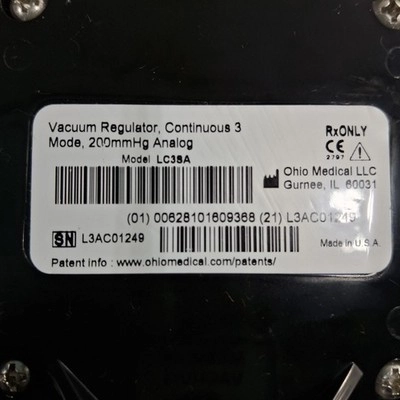 Vacuum Regulator, Continuous 3
Mode, 200mmHg Analog
RxONLY
CE
2797
Model LC3SA
Ohio Medical LLC
Gurnee, IL 60031
(01) 00628101609368 (21) L3AC01249
SN L3AC01249
Made in U.S.A.
Patent info : www.ohiomedical.com/patents/